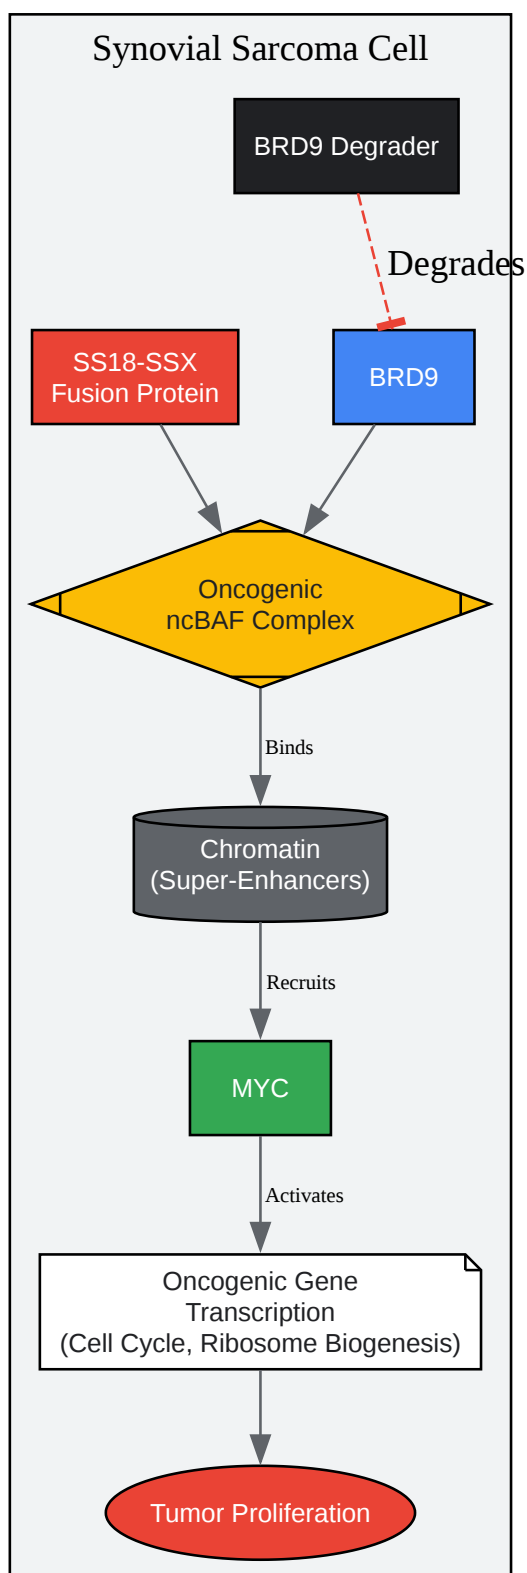 Synovial Sarcoma Cell
BRD9 Degrader
Degrades
SS18-SSX
Fusion Protein
BRD9
Oncogenic
ncBAF Complex
Binds
Chromatin
(Super-Enhancers)
Recruits
MYC
Activates
Oncogenic Gene
Transcription
(Cell Cycle, Ribosome Biogenesis)
Tumor Proliferation